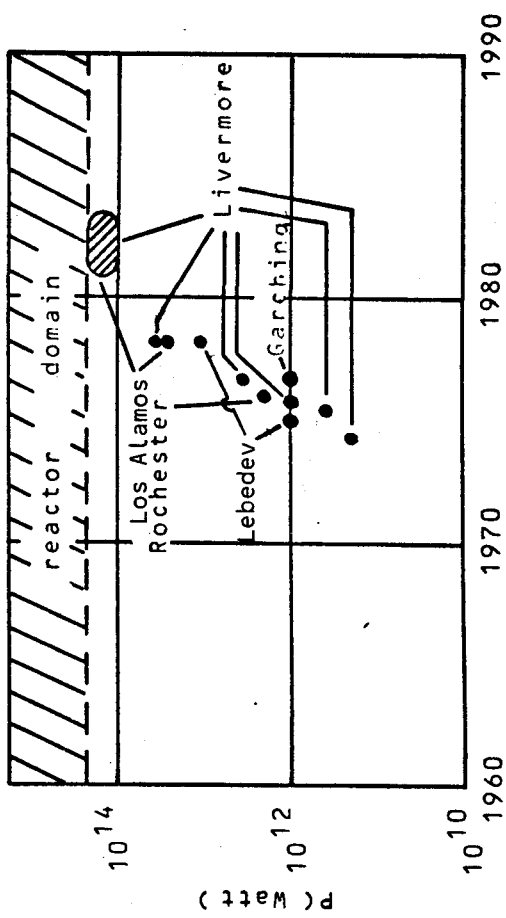 reactor domain
10^14
Los Alamos
Rochester
Livermore
Lebedev
Garching
10^12
10^10
P(Watt)
1960 1970 1980 1990